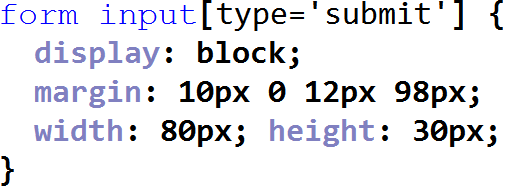 form input[type='submit'] {
display: block;
margin: 10px 0 12px 98px;
width: 80px; height: 30px;
}